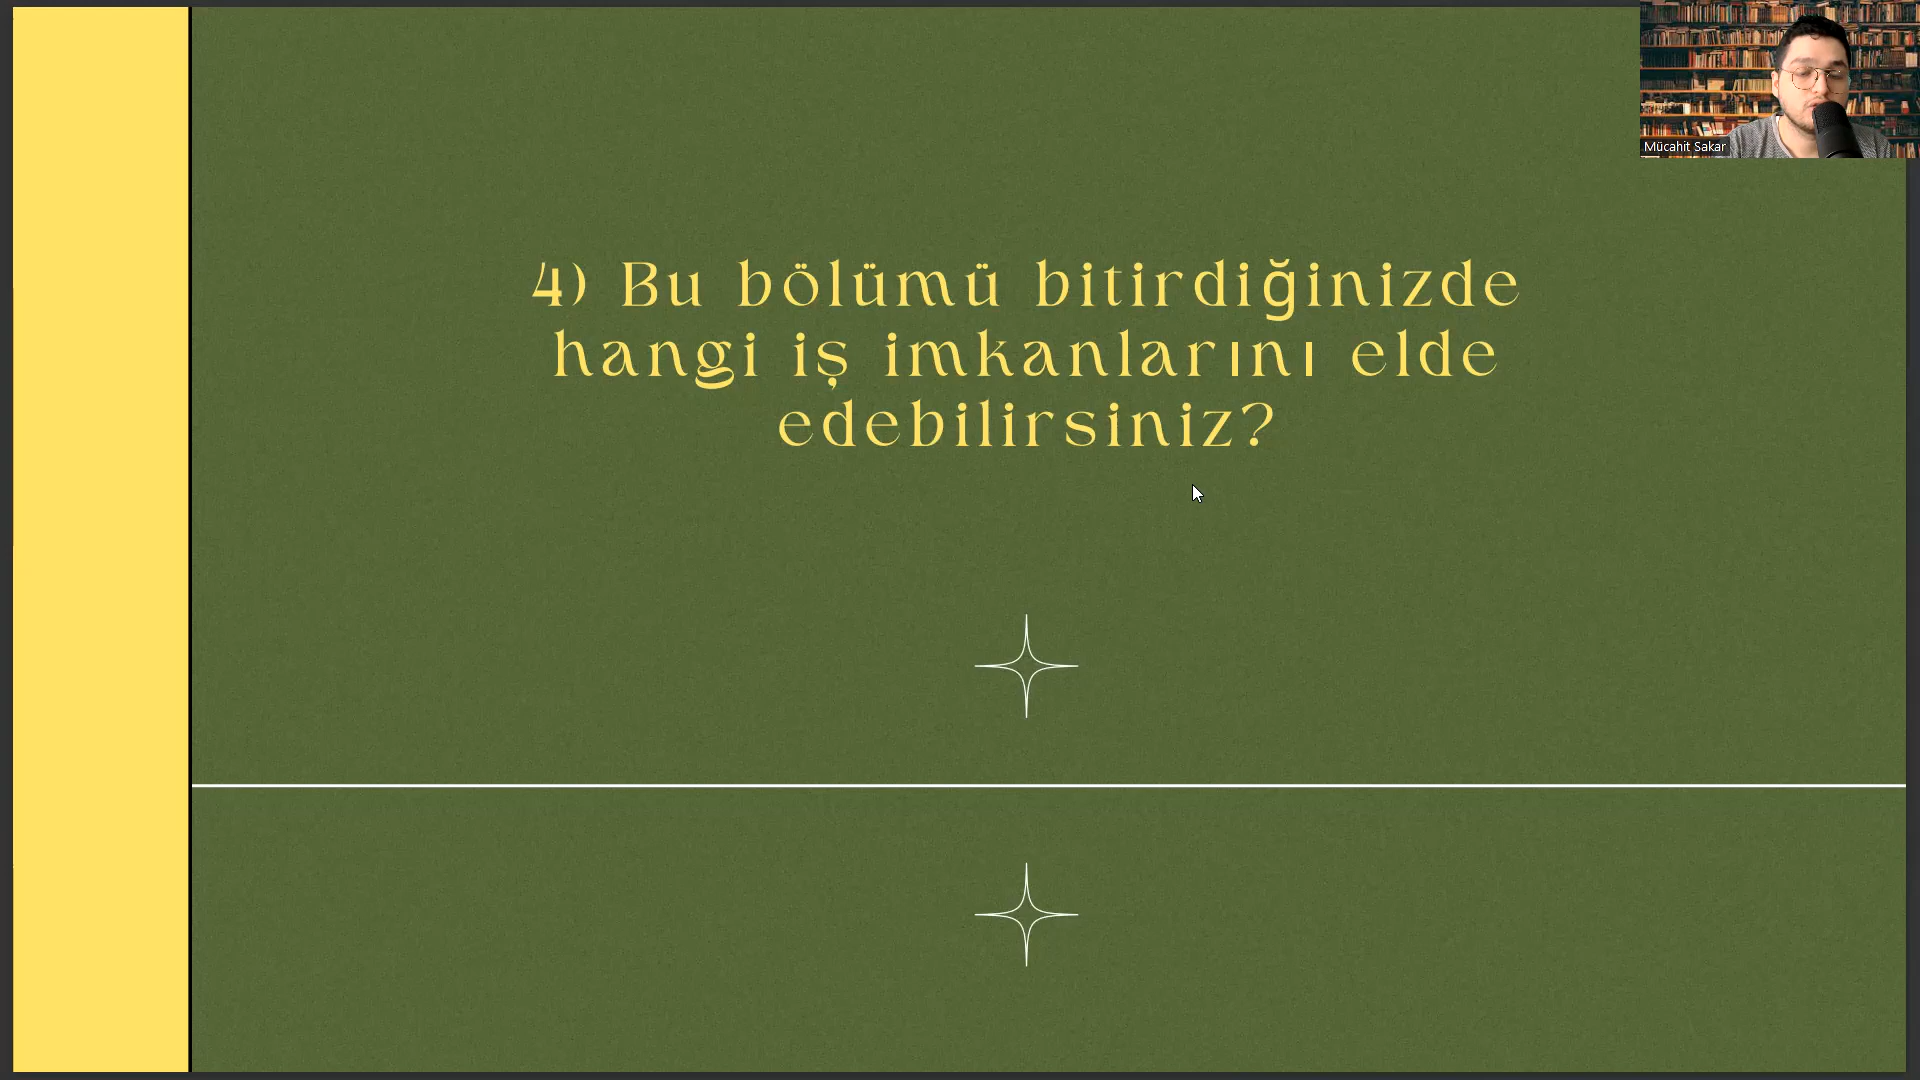 4) Bu bölümü bitirdiğinizde
hangi iş imkanlarını elde
edebilirsiniz?
Mücahit Sakar